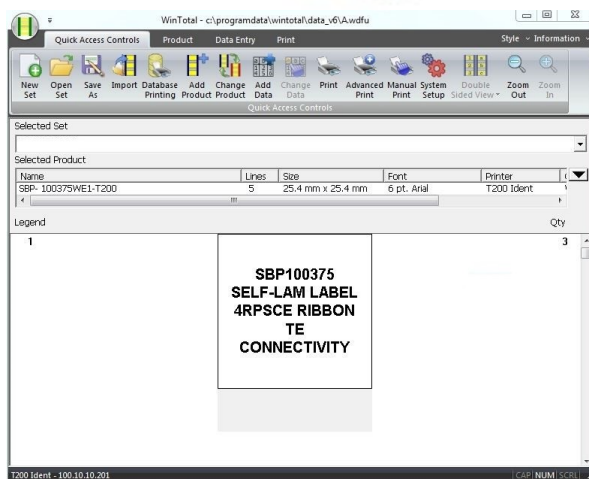 WinTotal - c:\programdata\wintotal\data_v6\A.wdfu
Quick Access Controls Product Data Entry Print Style Information
New Set Open Set Save As Import Database Printing Add Product Change Product Add Data Change Data Print Advanced Print Manual Print System Setup Double Sided View Zoom Out Zoom In
Quick Access Controls
Selected Set
Selected Product
Name Lines Size Font Printer
SBP- 100375WE1-T200 5 25.4 mm x 25.4 mm 6 pt. Arial T200 Ident
Legend Qty
1 3
SBP100375
SELF-LAM LABEL
4RPSCE RIBBON
TE
CONNECTIVITY
T200 Ident - 100.10.10.201 CAP NUM SCRL